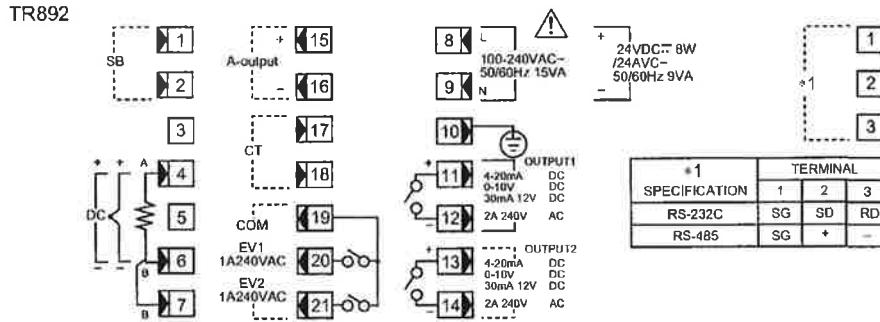 TR892
SB
1
2
3
4
5
6
7
+ + A
DC
- - B
B
A-output
+
-
15
16
CT
17
18
COM
19
EV1
1A240VAC
20
EV2
1A240VAC
21
8
L
100-240VAC~
50/60Hz 15VA
9
N
+
24VDC⎓ 8W
/24AVC~
50/60Hz 9VA
-
10
OUTPUT1
+
11
4-20mA DC
0-10V DC
30mA 12V DC
12
-
2A 240V AC
OUTPUT2
+
13
4-20mA DC
0-10V DC
30mA 12V DC
14
-
2A 240V AC
*1
1
2
3
*1 TERMINAL
SPECIFICATION 1 2 3
RS-232C SG SD RD
RS-485 SG + -